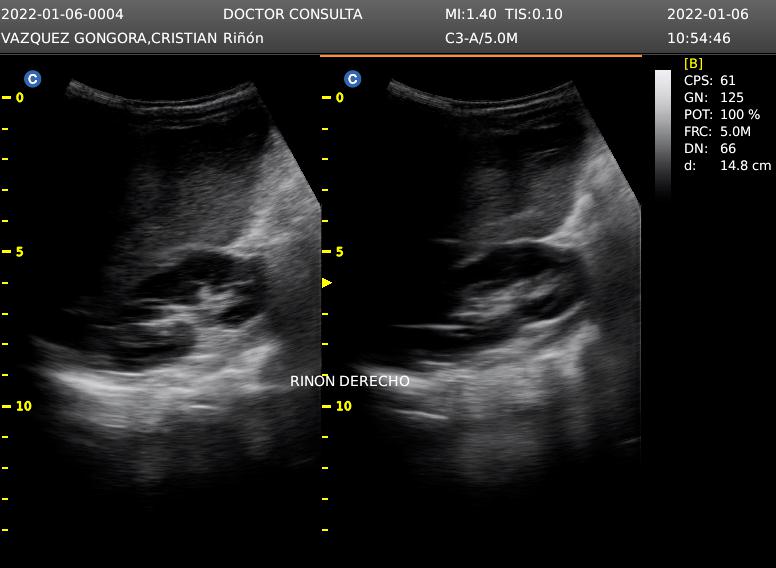 2022-01-06-0004 DOCTOR CONSULTA MI:1.40 TIS:0.10 2022-01-06
VAZQUEZ GONGORA,CRISTIAN Riñón C3-A/5.0M 10:54:46
C C
0 0
5 5
10 10
RINON DERECHO
[B]
CPS: 61
GN: 125
POT: 100 %
FRC: 5.0M
DN: 66
d: 14.8 cm